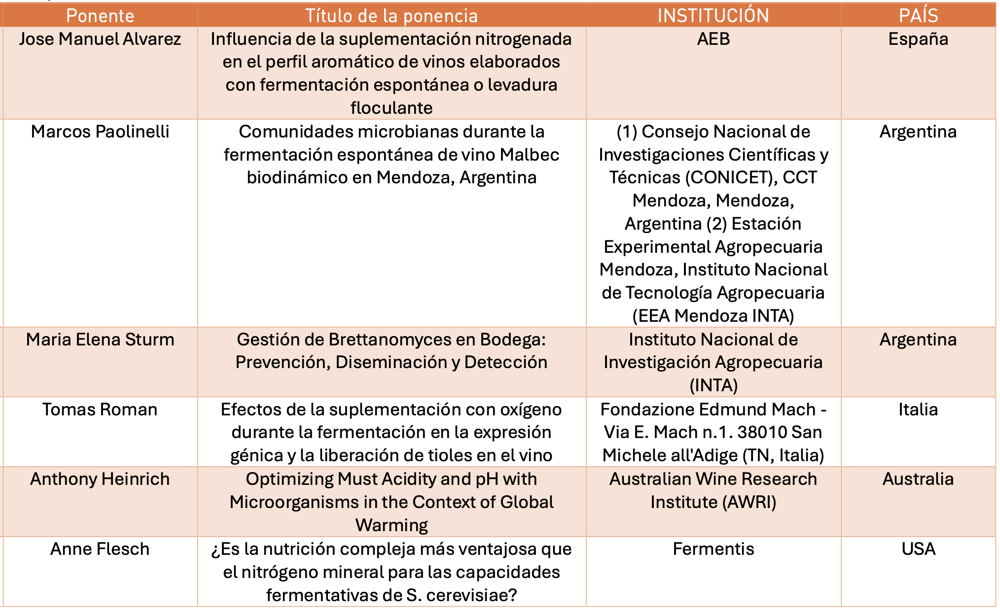 Ponente
Título de la ponencia
INSTITUCIÓN
PAÍS
Jose Manuel Alvarez
Influencia de la suplementación nitrogenada
en el perfil aromático de vinos elaborados
con fermentación espontánea o levadura
floculante
AEB
España
Marcos Paolinelli
Comunidades microbianas durante la
fermentación espontánea de vino Malbec
biodinámico en Mendoza, Argentina
(1) Consejo Nacional de
Investigaciones Científicas y
Técnicas (CONICET), CCT
Mendoza, Mendoza,
Argentina (2) Estación
Experimental Agropecuaria
Mendoza, Instituto Nacional
de Tecnología Agropecuaria
(EEA Mendoza INTA)
Argentina
Maria Elena Sturm
Gestión de Brettanomyces en Bodega:
Prevención, Diseminación y Detección
Instituto Nacional de
Investigación Agropecuaria
(INTA)
Argentina
Tomas Roman
Efectos de la suplementación con oxígeno
durante la fermentación en la expresión
génica y la liberación de tioles en el vino
Fondazione Edmund Mach -
Via E. Mach n.1. 38010 San
Michele all'Adige (TN, Italia)
Italia
Anthony Heinrich
Optimizing Must Acidity and pH with
Microorganisms in the Context of Global
Warming
Australian Wine Research
Institute (AWRI)
Australia
Anne Flesch
¿Es la nutrición compleja más ventajosa que
el nitrógeno mineral para las capacidades
fermentativas de S. cerevisiae?
Fermentis
USA